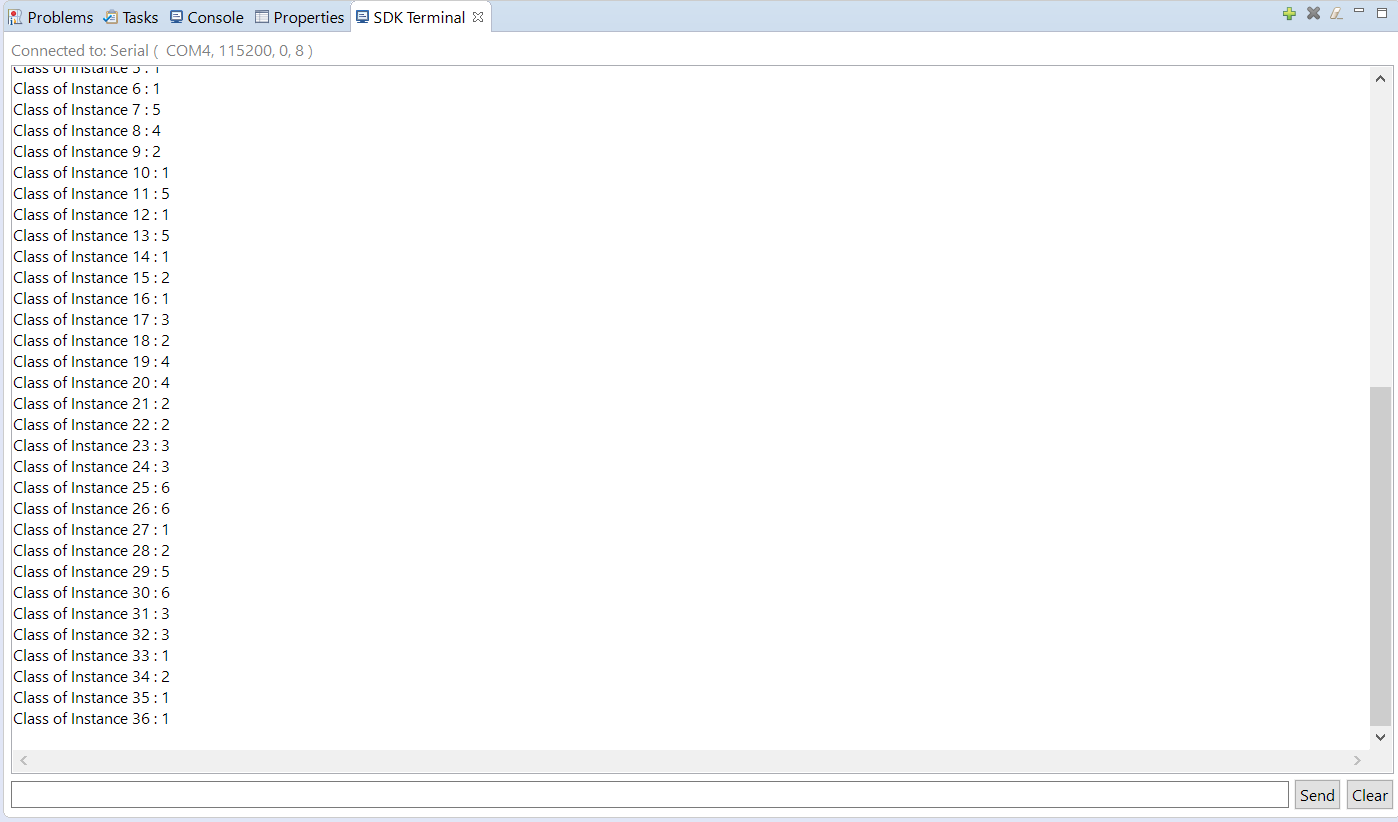 Problems Tasks Console Properties SDK Terminal
Connected to: Serial ( COM4, 115200, 0, 8 )
Class of Instance 5 : 1
Class of Instance 6 : 1
Class of Instance 7 : 5
Class of Instance 8 : 4
Class of Instance 9 : 2
Class of Instance 10 : 1
Class of Instance 11 : 5
Class of Instance 12 : 1
Class of Instance 13 : 5
Class of Instance 14 : 1
Class of Instance 15 : 2
Class of Instance 16 : 1
Class of Instance 17 : 3
Class of Instance 18 : 2
Class of Instance 19 : 4
Class of Instance 20 : 4
Class of Instance 21 : 2
Class of Instance 22 : 2
Class of Instance 23 : 3
Class of Instance 24 : 3
Class of Instance 25 : 6
Class of Instance 26 : 6
Class of Instance 27 : 1
Class of Instance 28 : 2
Class of Instance 29 : 5
Class of Instance 30 : 6
Class of Instance 31 : 3
Class of Instance 32 : 3
Class of Instance 33 : 1
Class of Instance 34 : 2
Class of Instance 35 : 1
Class of Instance 36 : 1
Send Clear